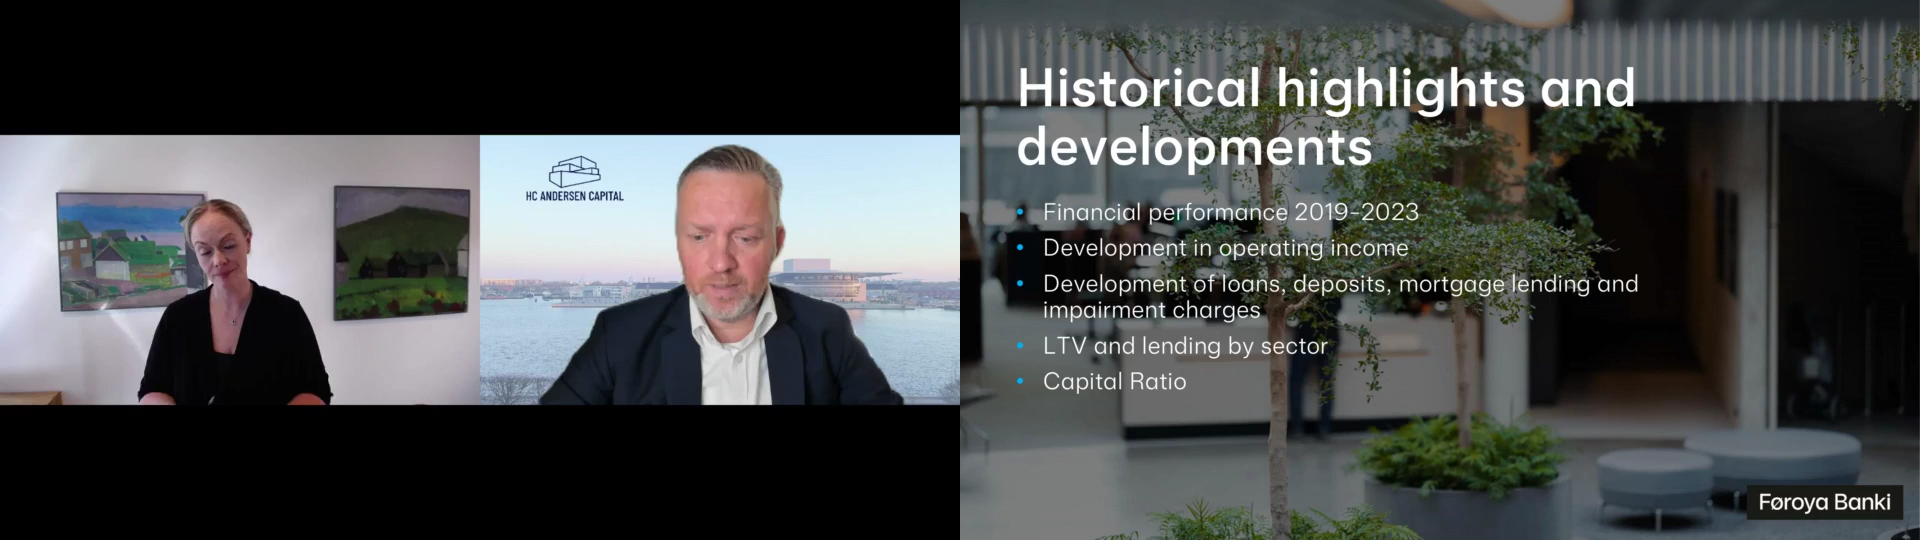 HC ANDERSEN CAPITAL
Historical highlights and
developments
• Financial performance 2019-2023
• Development in operating income
• Development of loans, deposits, mortgage lending and
impairment charges
• LTV and lending by sector
• Capital Ratio
Føroya Banki